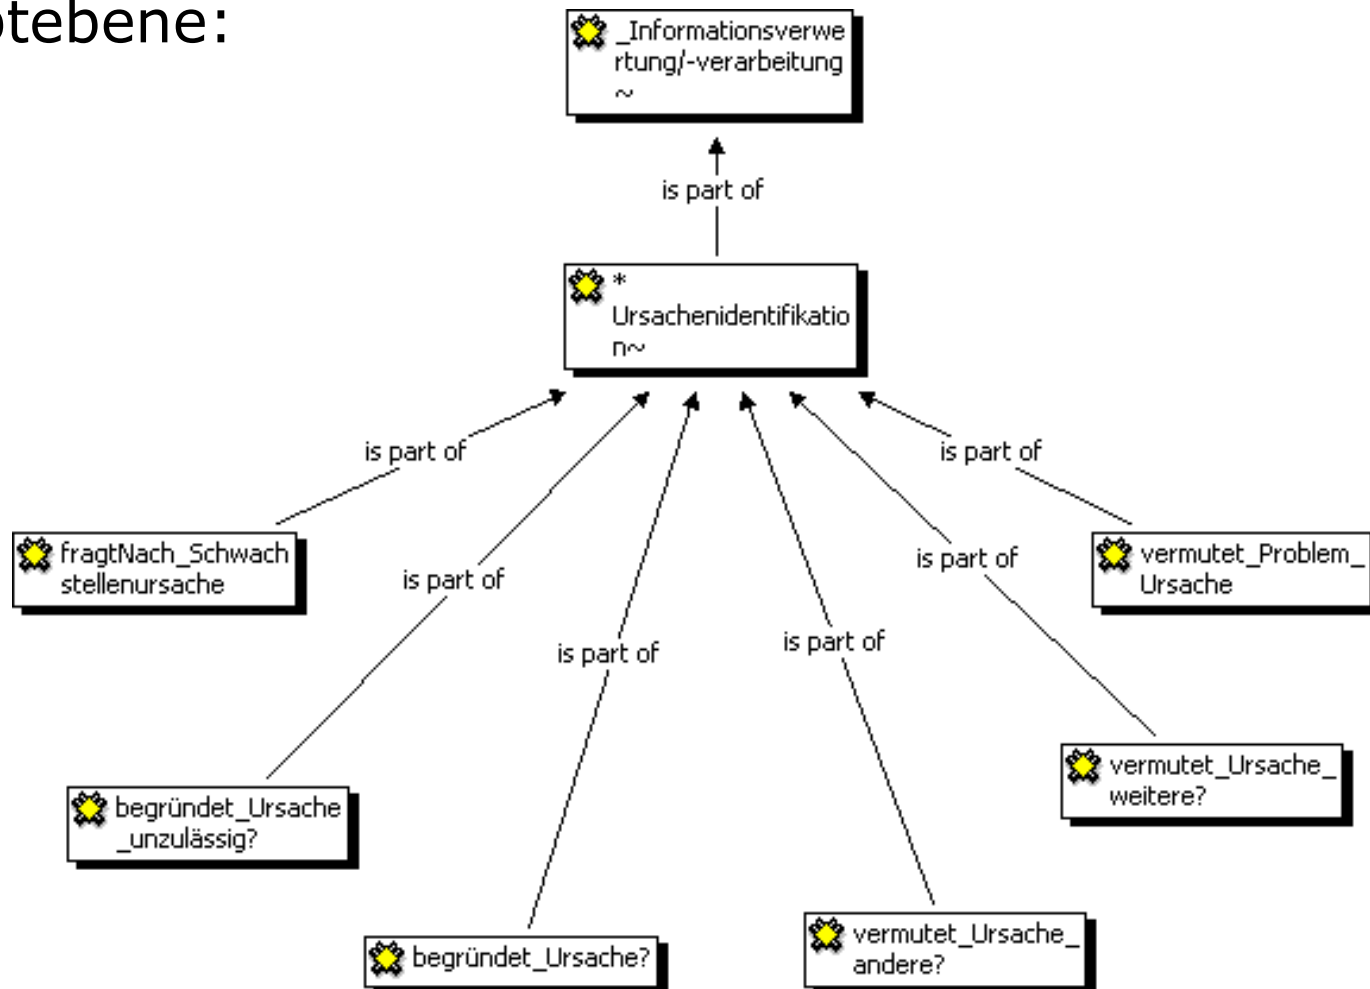 otebene:
_Informationsverwe
rtung/-verarbeitung
~
is part of
*
Ursachenidentifikatio
n~
is part of
is part of
fragtNach_Schwach
stellenursache
is part of
is part of
vermutet_Problem_
Ursache
is part of
is part of
begründet_Ursache
_unzulässig?
vermutet_Ursache_
weitere?
begründet_Ursache?
vermutet_Ursache_
andere?